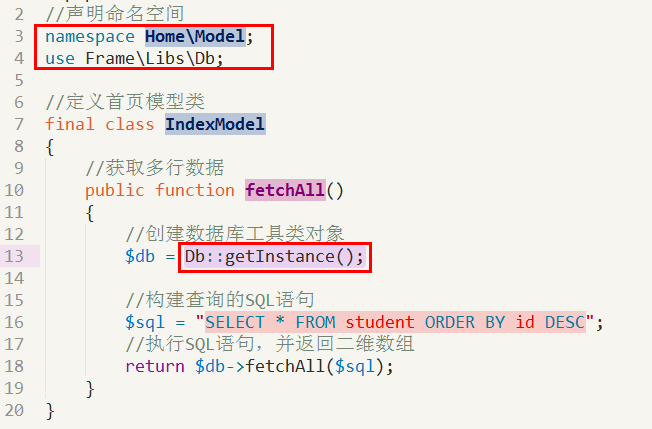 2 //声明命名空间
3 namespace Home\Model;
4 use Frame\Libs\Db;
5
6 //定义首页模型类
7 final class IndexModel
8 {
9     //获取多行数据
10     public function fetchAll()
11     {
12         //创建数据库工具类对象
13         $db = Db::getInstance();
14
15         //构建查询的SQL语句
16         $sql = "SELECT * FROM student ORDER BY id DESC";
17         //执行SQL语句，并返回二维数组
18         return $db->fetchAll($sql);
19     }
20 }